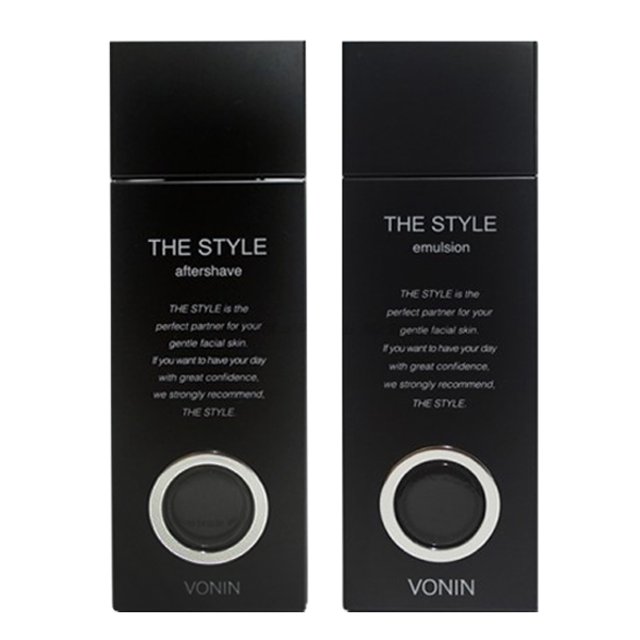 THE STYLE
aftershave
THE STYLE is the
perfect partner for your
gentle facial skin.
If you want to have your day
with great confidence,
we strongly recommend,
THE STYLE.
VONIN
THE STYLE
emulsion
THE STYLE is the
perfect partner for your
gentle facial skin.
If you want to have your day
with great confidence,
we strongly recommend,
THE STYLE.
VONIN